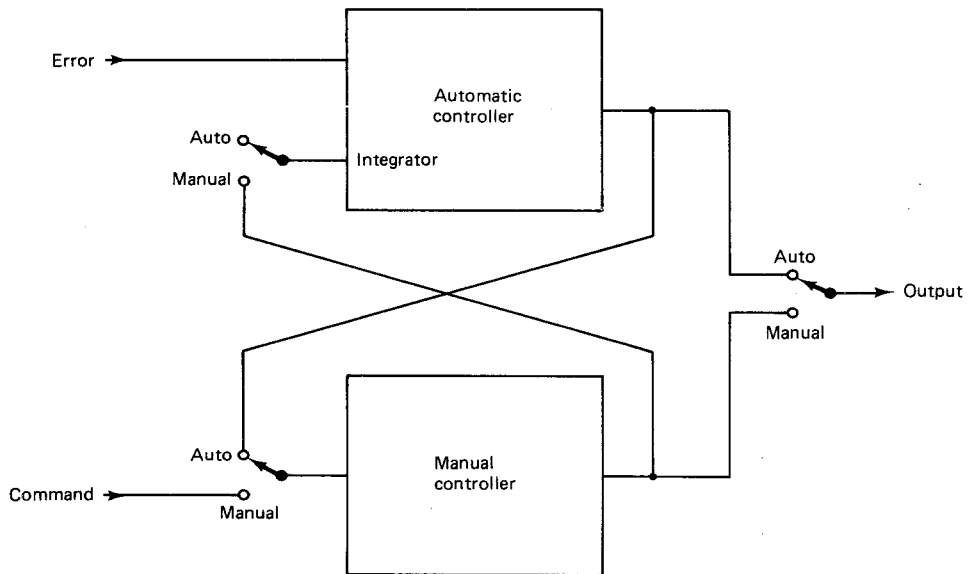 Error
Automatic
controller
Auto
Integrator
Manual
Auto
Output
Manual
Auto
Manual
controller
Command
Manual